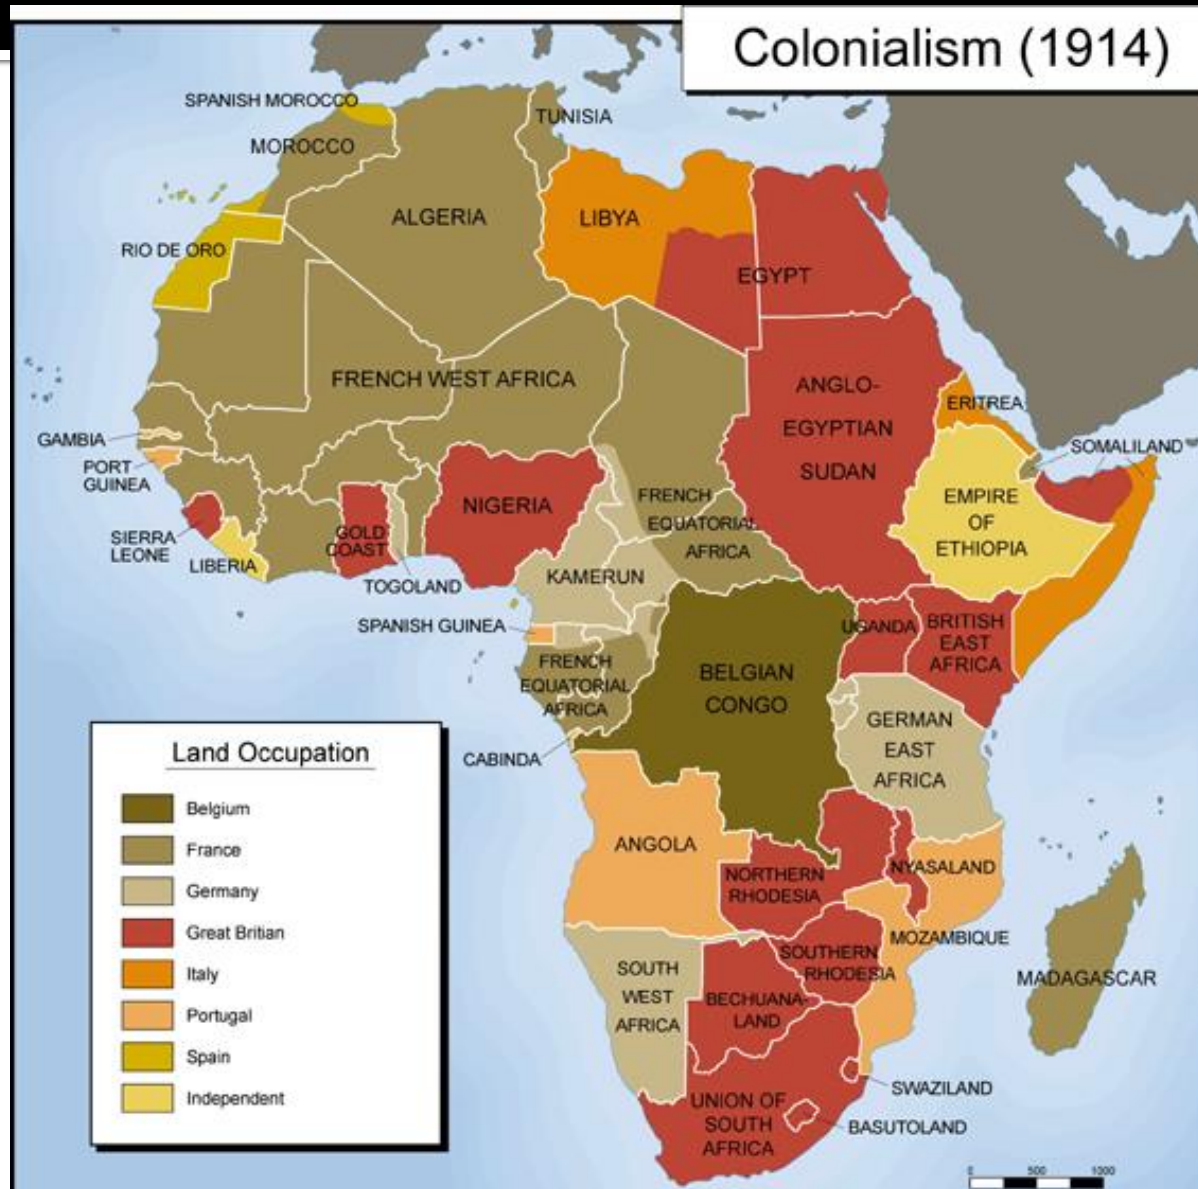 Colonialism (1914)
SPANISH MOROCCO
TUNISIA
MOROCCO
ALGERIA
LIBYA
RIO DE ORO
EGYPT
FRENCH WEST AFRICA
ANGLO-
EGYPTIAN
SUDAN
ERITREA
SOMALILAND
GAMBIA
PORT
GUINEA
NIGERIA
FRENCH
EQUATORIAL
AFRICA
EMPIRE
OF
ETHIOPIA
SIERRA
LEONE
LIBERIA
GOLD
COAST
TOGOLAND
KAMERUN
SPANISH GUINEA
UGANDA
BRITISH
EAST
AFRICA
FRENCH
EQUATORIAL
AFRICA
BELGIAN
CONGO
GERMAN
EAST
AFRICA
CABINDA
Land Occupation
Belgium
France
Germany
Great Britian
Italy
Portugal
Spain
Independent
ANGOLA
NORTHERN
RHODESIA
NYASALAND
MOZAMBIQUE
SOUTHERN
RHODESIA
MADAGASCAR
SOUTH
WEST
AFRICA
BECHUANA-
LAND
SWAZILAND
UNION OF
SOUTH
AFRICA
BASUTOLAND
0 500 1000